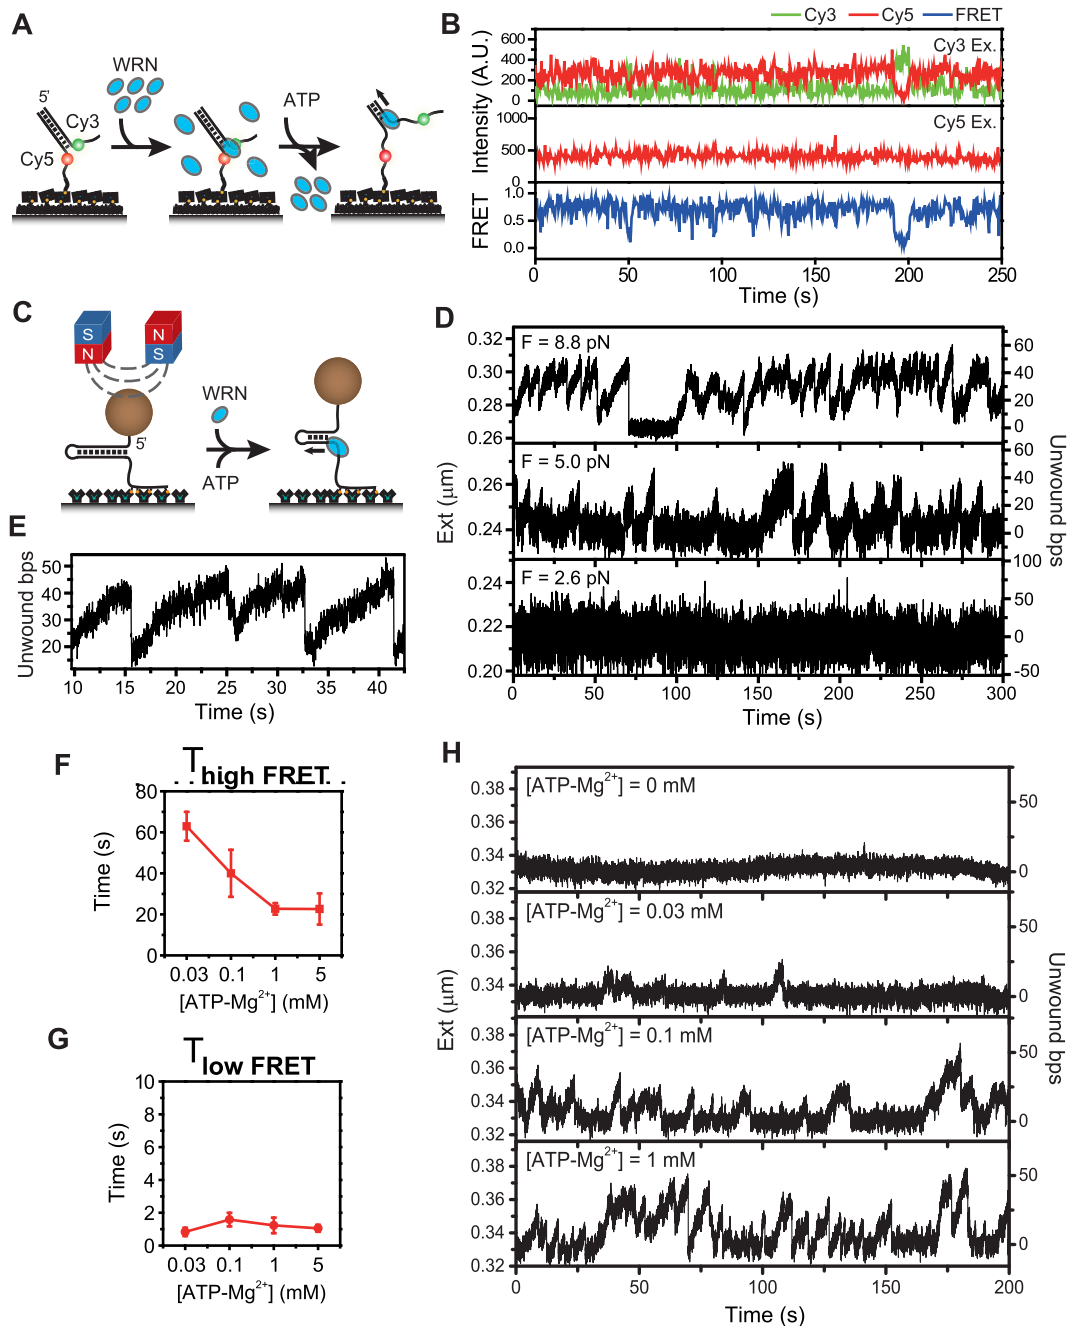 A
WRN
ATP
5'
Cy3
Cy5
B
Cy3 Cy5 FRET
Cy3 Ex.
600
400
200
0
Intensity (A.U.)
Cy5 Ex.
1000
500
0
FRET
1.0
0.5
0.0
0 50 100 150 200 250
Time (s)
C
S N
N S
WRN
5'
ATP
D
F = 8.8 pN
0.32
0.30
0.28
0.26
60
40
20
0
F = 5.0 pN
Ext (μm)
0.26
0.24
60
40
20
0
Unwound bps
F = 2.6 pN
0.24
0.22
0.20
100
50
0
-50
0 50 100 150 200 250 300
Time (s)
E
Unwound bps
50
40
30
20
10 15 20 25 30 35 40
Time (s)
F
T high FRET
80
60
40
20
0
Time (s)
0.03 0.1 1 5
[ATP-Mg2+] (mM)
G
T low FRET
10
8
6
4
2
0
Time (s)
0.03 0.1 1 5
[ATP-Mg2+] (mM)
H
[ATP-Mg2+] = 0 mM
0.38
0.36
0.34
0.32
50
0
[ATP-Mg2+] = 0.03 mM
0.38
0.36
0.34
50
0
Ext (μm)
Unwound bps
[ATP-Mg2+] = 0.1 mM
0.38
0.36
0.34
0.32
50
0
[ATP-Mg2+] = 1 mM
0.38
0.36
0.34
0.32
50
0
0 50 100 150 200
Time (s)